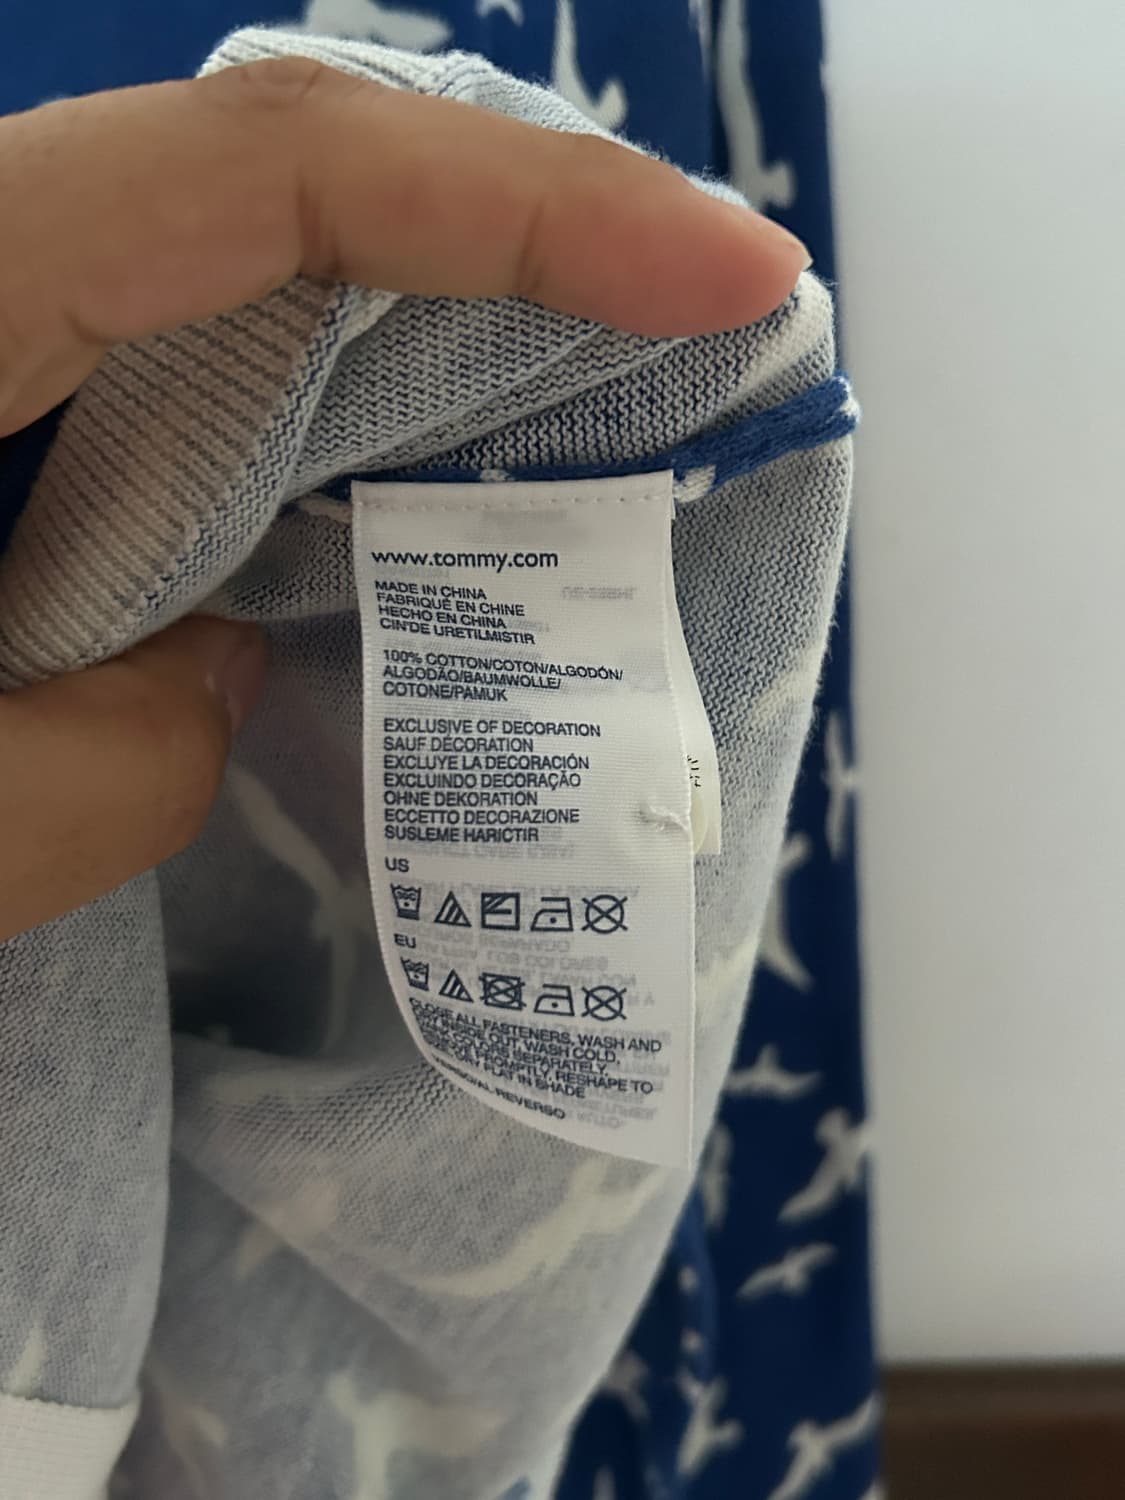 www.tommy.com
MADE IN CHINA
FABRIQUÉ EN CHINE
HECHO EN CHINA
CIN'DE URETILMISTIR
100% COTTON/COTON/ALGODÓN/
ALGODÃO/BAUMWOLLE/
COTONE/PAMUK
EXCLUSIVE OF DECORATION
SAUF DÉCORATION
EXCLUYE LA DECORACIÓN
EXCLUINDO DECORAÇÃO
OHNE DEKORATION
ECCETTO DECORAZIONE
SUSLEME HARICTIR
US
EU
CLOSE ALL FASTENERS, WASH AND
DRY INSIDE OUT, WASH COLD,
COLORS SEPARATELY,
PROMPTLY, RESHAPE TO
DRY FLAT IN SHADE
REVERSO